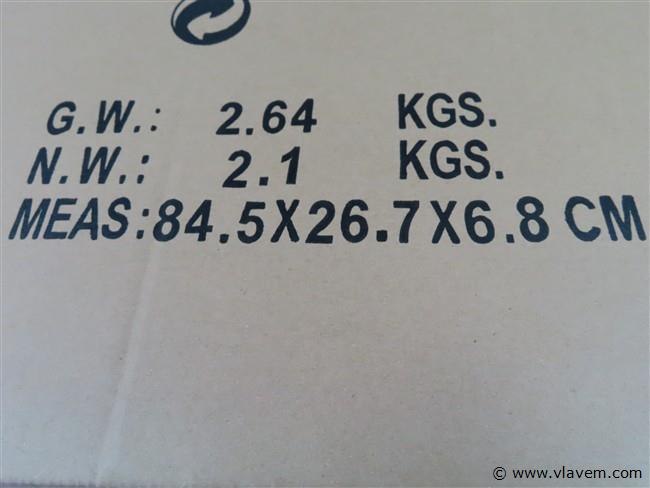 G.W.: 2.64 KGS.
N.W.: 2.1 KGS.
MEAS:84.5X26.7X6.8 CM
© www.vlavem.com